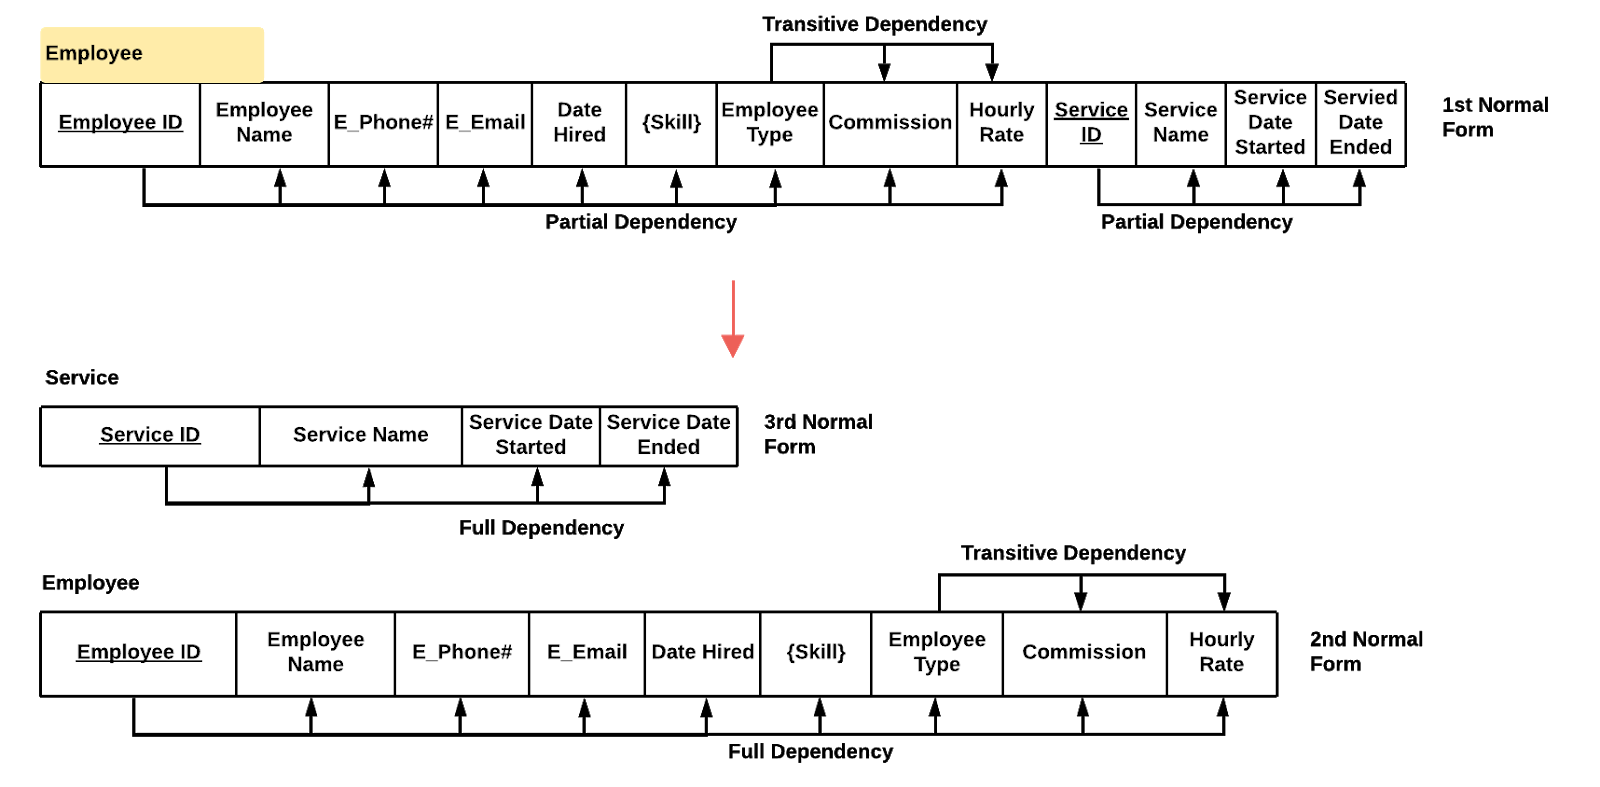 Transitive Dependency
Employee
Employee ID
Employee
Name
E_Phone#
E_Email
Date
Hired
{Skill}
Employee
Type
Commission
Hourly
Rate
Service
ID
Service
Name
Service
Date
Started
Servied
Date
Ended
1st Normal
Form
Partial Dependency
Partial Dependency
Service
Service ID
Service Name
Service Date
Started
Service Date
Ended
3rd Normal
Form
Full Dependency
Transitive Dependency
Employee
Employee ID
Employee
Name
E_Phone#
E_Email
Date Hired
{Skill}
Employee
Type
Commission
Hourly
Rate
2nd Normal
Form
Full Dependency